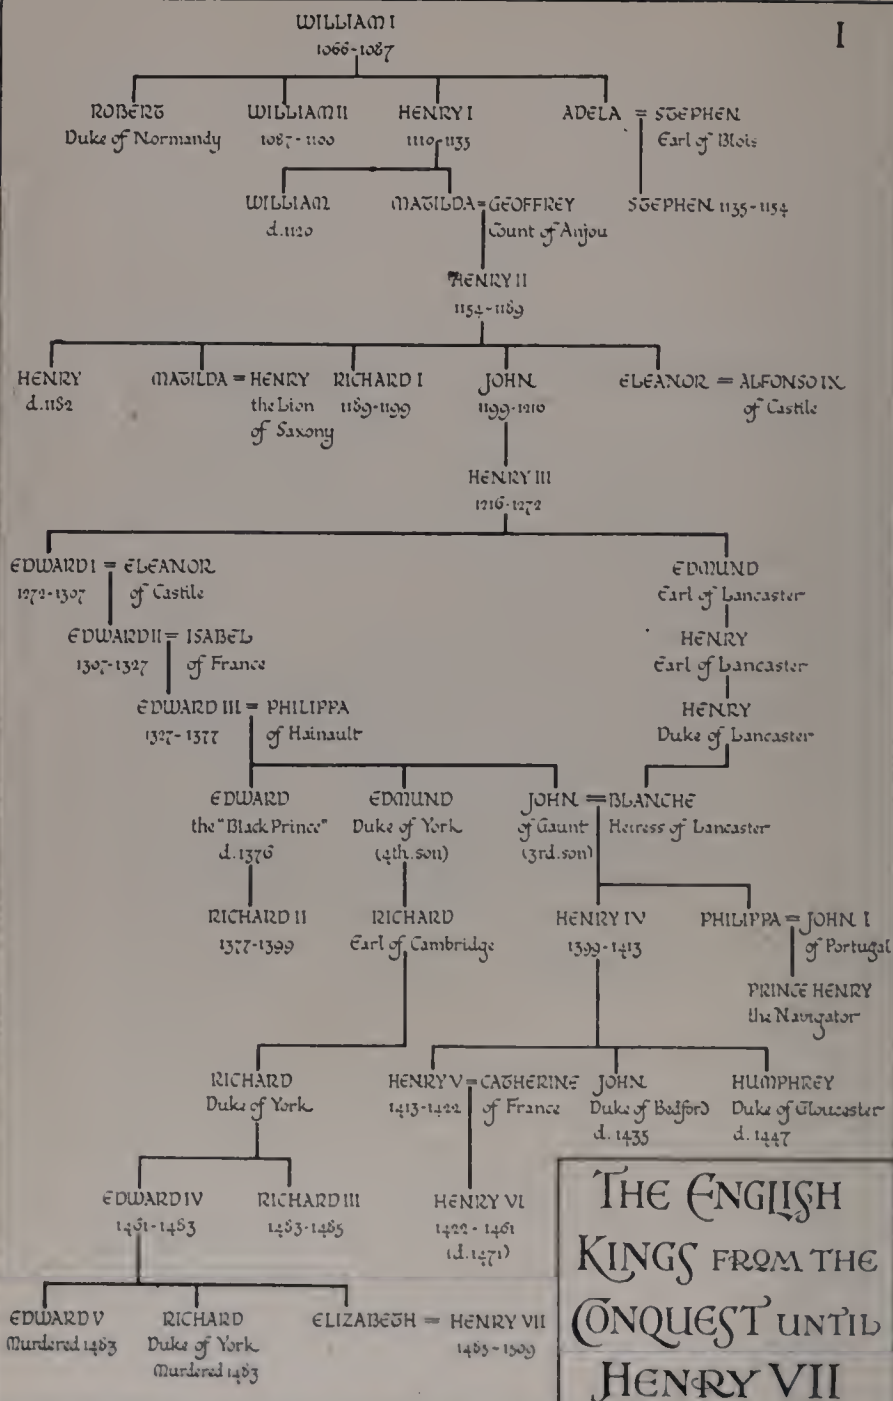 I
WILLIAM I
1066-1087
ROBERT WILLIAM II HENRY I ADELA = STEPHEN
Duke of Normandy 1087-1100 1110-1135 Earl of Blois
WILLIAM MATILDA = GEOFFREY STEPHEN 1135-1154
d.1120 Count of Anjou
HENRY II
1154-1189
HENRY MATILDA = HENRY RICHARD I JOHN ELEANOR = ALFONSO IX
d.1182 the Lion 1189-1199 1199-1210 of Castile
of Saxony
HENRY III
1216-1272
EDWARD I = ELEANOR EDMUND
1272-1307 of Castile Earl of Lancaster
EDWARD II = ISABEL HENRY
1307-1327 of France Earl of Lancaster
EDWARD III = PHILIPPA HENRY
1327-1377 of Hainault Duke of Lancaster
EDWARD EDMUND JOHN = BLANCHE
the "Black Prince" Duke of York of Gaunt Heiress of Lancaster
d.1376 (4th.son) (3rd.son)
RICHARD II RICHARD HENRY IV PHILIPPA = JOHN I
1377-1399 Earl of Cambridge 1399-1413 of Portugal
PRINCE HENRY
the Navigator
RICHARD HENRY V = CATHERINE JOHN HUMPHREY
Duke of York 1413-1422 of France Duke of Bedford Duke of Gloucester
d. 1435 d. 1447
EDWARD IV RICHARD III HENRY VI
1461-1483 1483-1485 1422-1461
(d.1471)
EDWARD V RICHARD ELIZABETH = HENRY VII
Murdered 1483 Duke of York 1485-1509
Murdered 1483
THE ENGLISH
KINGS FROM THE
CONQUEST UNTIL
HENRY VII